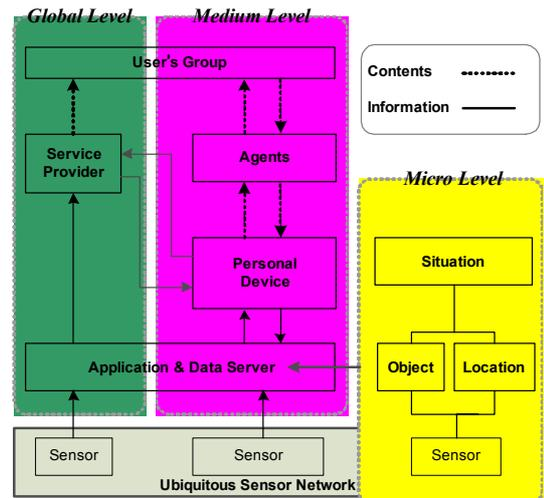 Global Level
Medium Level
User's Group
Contents
Information
Service
Provider
Agents
Micro Level
Personal
Device
Situation
Application & Data Server
Object
Location
Sensor
Sensor
Sensor
Ubiquitous Sensor Network